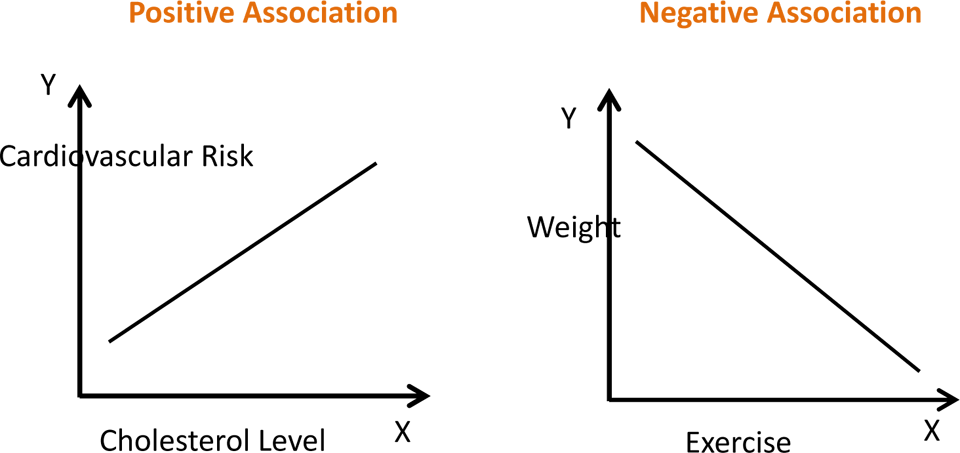 Positive Association
Y
Cardiovascular Risk
X
Cholesterol Level
Negative Association
Y
Weight
X
Exercise